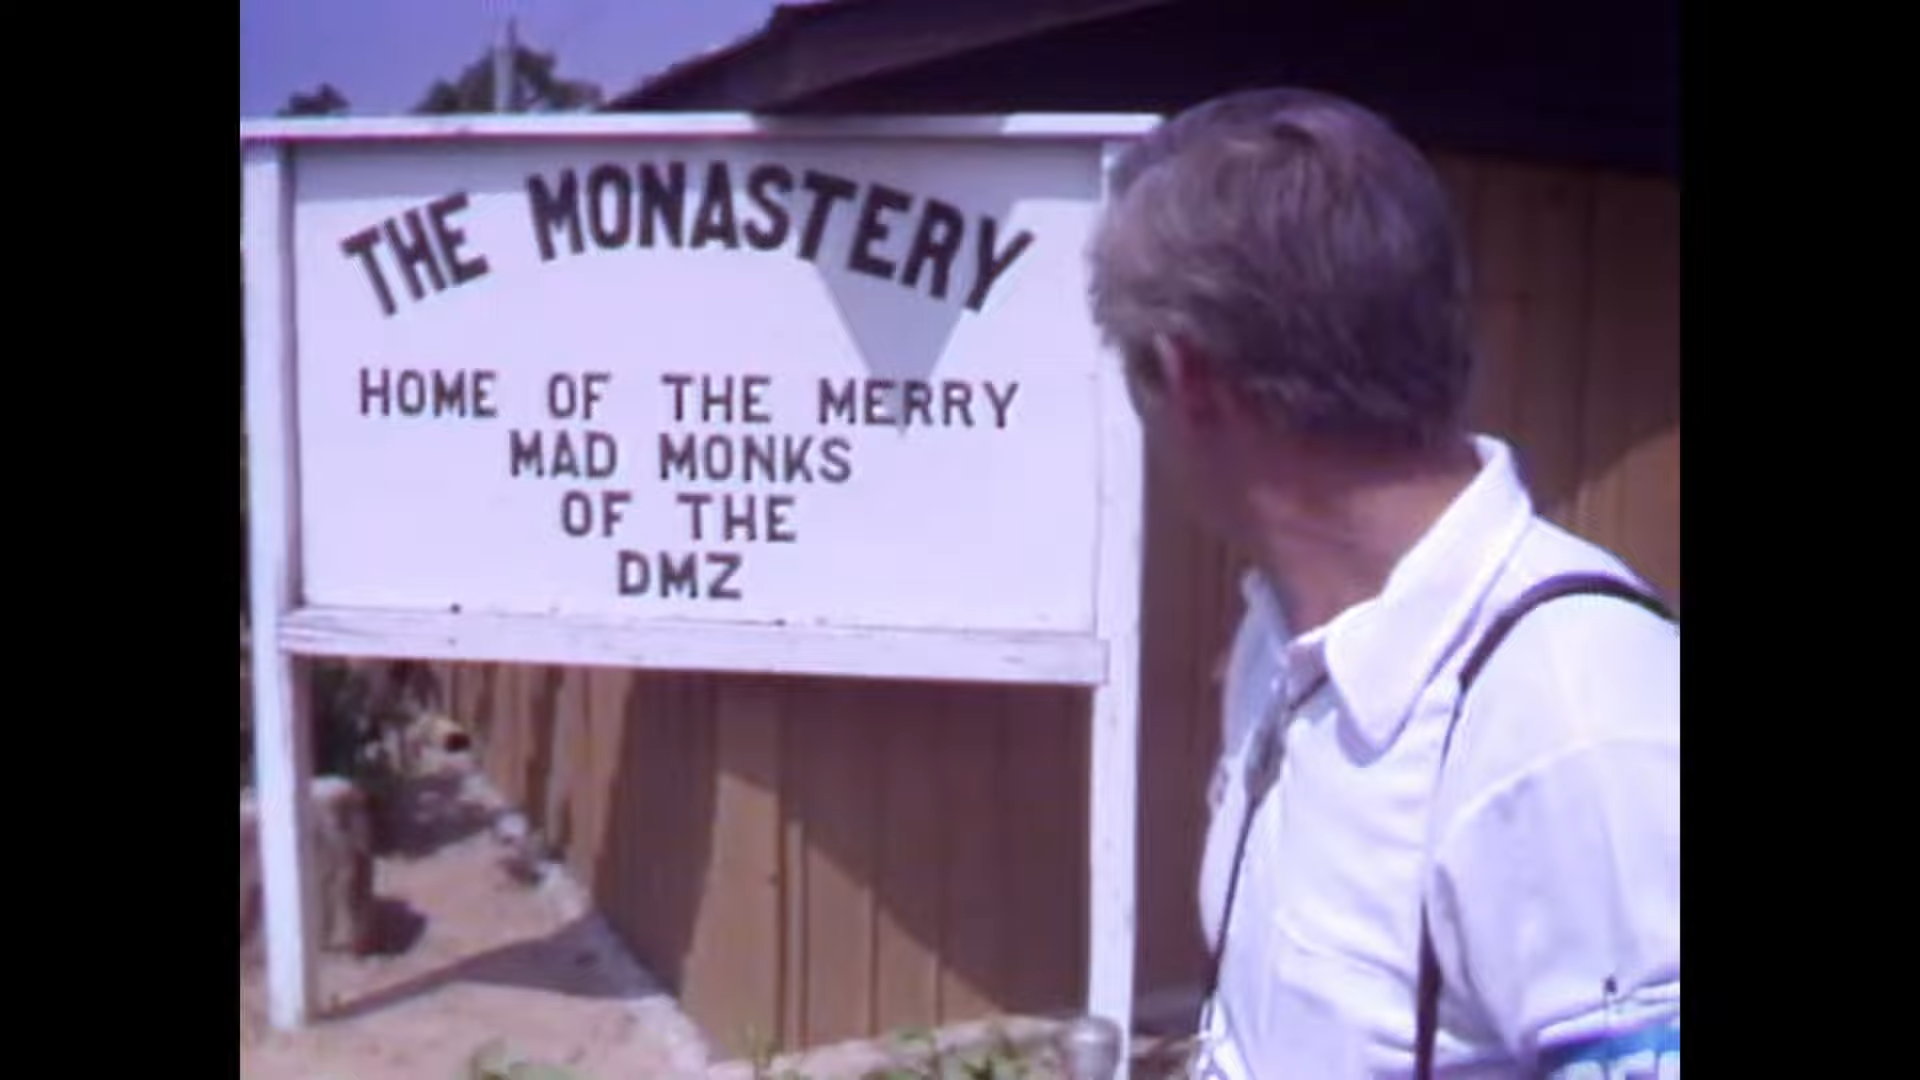 THE MONASTERY
HOME OF THE MERRY
MAD MONKS
OF THE
DMZ